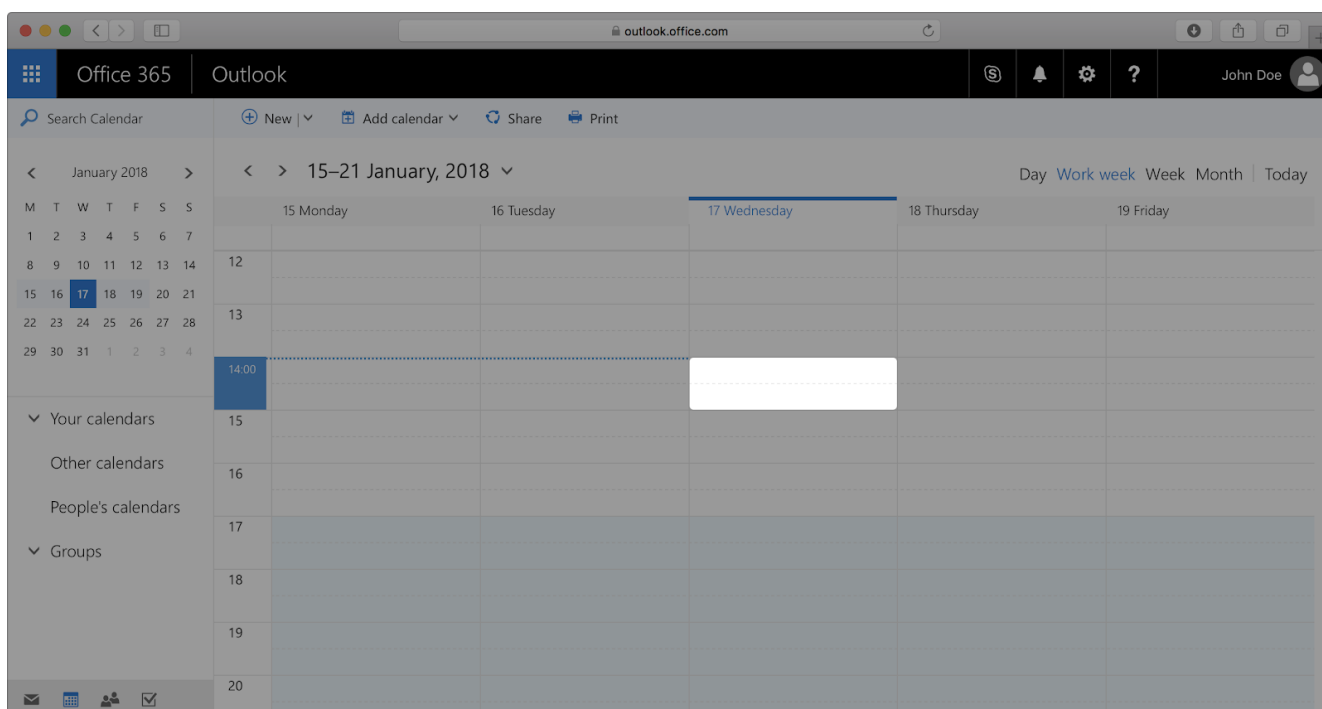 outlook.office.com
Office 365 Outlook John Doe
Search Calendar New Add calendar Share Print
January 2018 15–21 January, 2018 Day Work week Week Month Today
M T W T F S S
15 Monday 16 Tuesday 17 Wednesday 18 Thursday 19 Friday
1 2 3 4 5 6 7
8 9 10 11 12 13 14
15 16 17 18 19 20 21
22 23 24 25 26 27 28
29 30 31 1 2 3 4
12
13
14:00
15
16
17
18
19
20
Your calendars
Other calendars
People's calendars
Groups